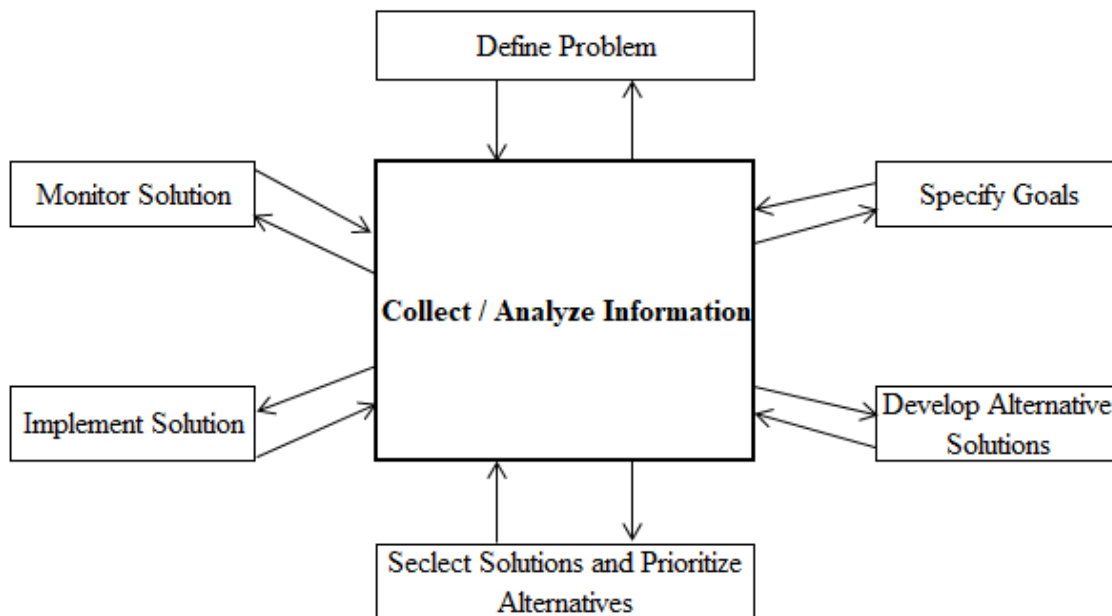 Define Problem
Monitor Solution
Specify Goals
Collect / Analyze Information
Implement Solution
Develop Alternative
Solutions
Seclect Solutions and Prioritize
Alternatives